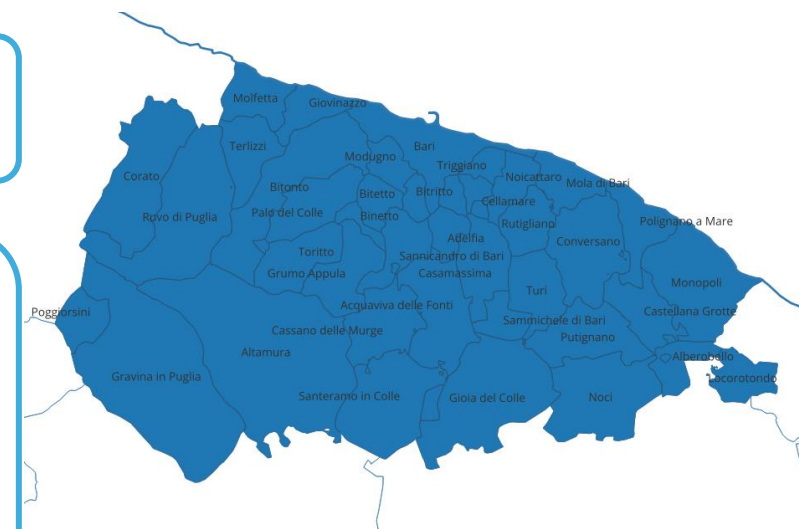 Molfetta
Giovinazzo
Terlizzi
Bari
Modugno
Triggiano
Corato
Noicattaro
Mola di Bari
Bitonto
Bitetto
Bitritto
Cellamare
Ruvo di Puglia
Palo del Colle
Binetto
Rutigliano
Polignano a Mare
Adelfia
Conversano
Toritto
Sannicandro di Bari
Grumo Appula
Casamassima
Monopoli
Turi
Poggiorsini
Acquaviva delle Fonti
Castellana Grotte
Sammichele di Bari
Cassano delle Murge
Putignano
Altamura
Alberobello
Gravina in Puglia
Locorotondo
Santeramo in Colle
Gioia del Colle
Noci